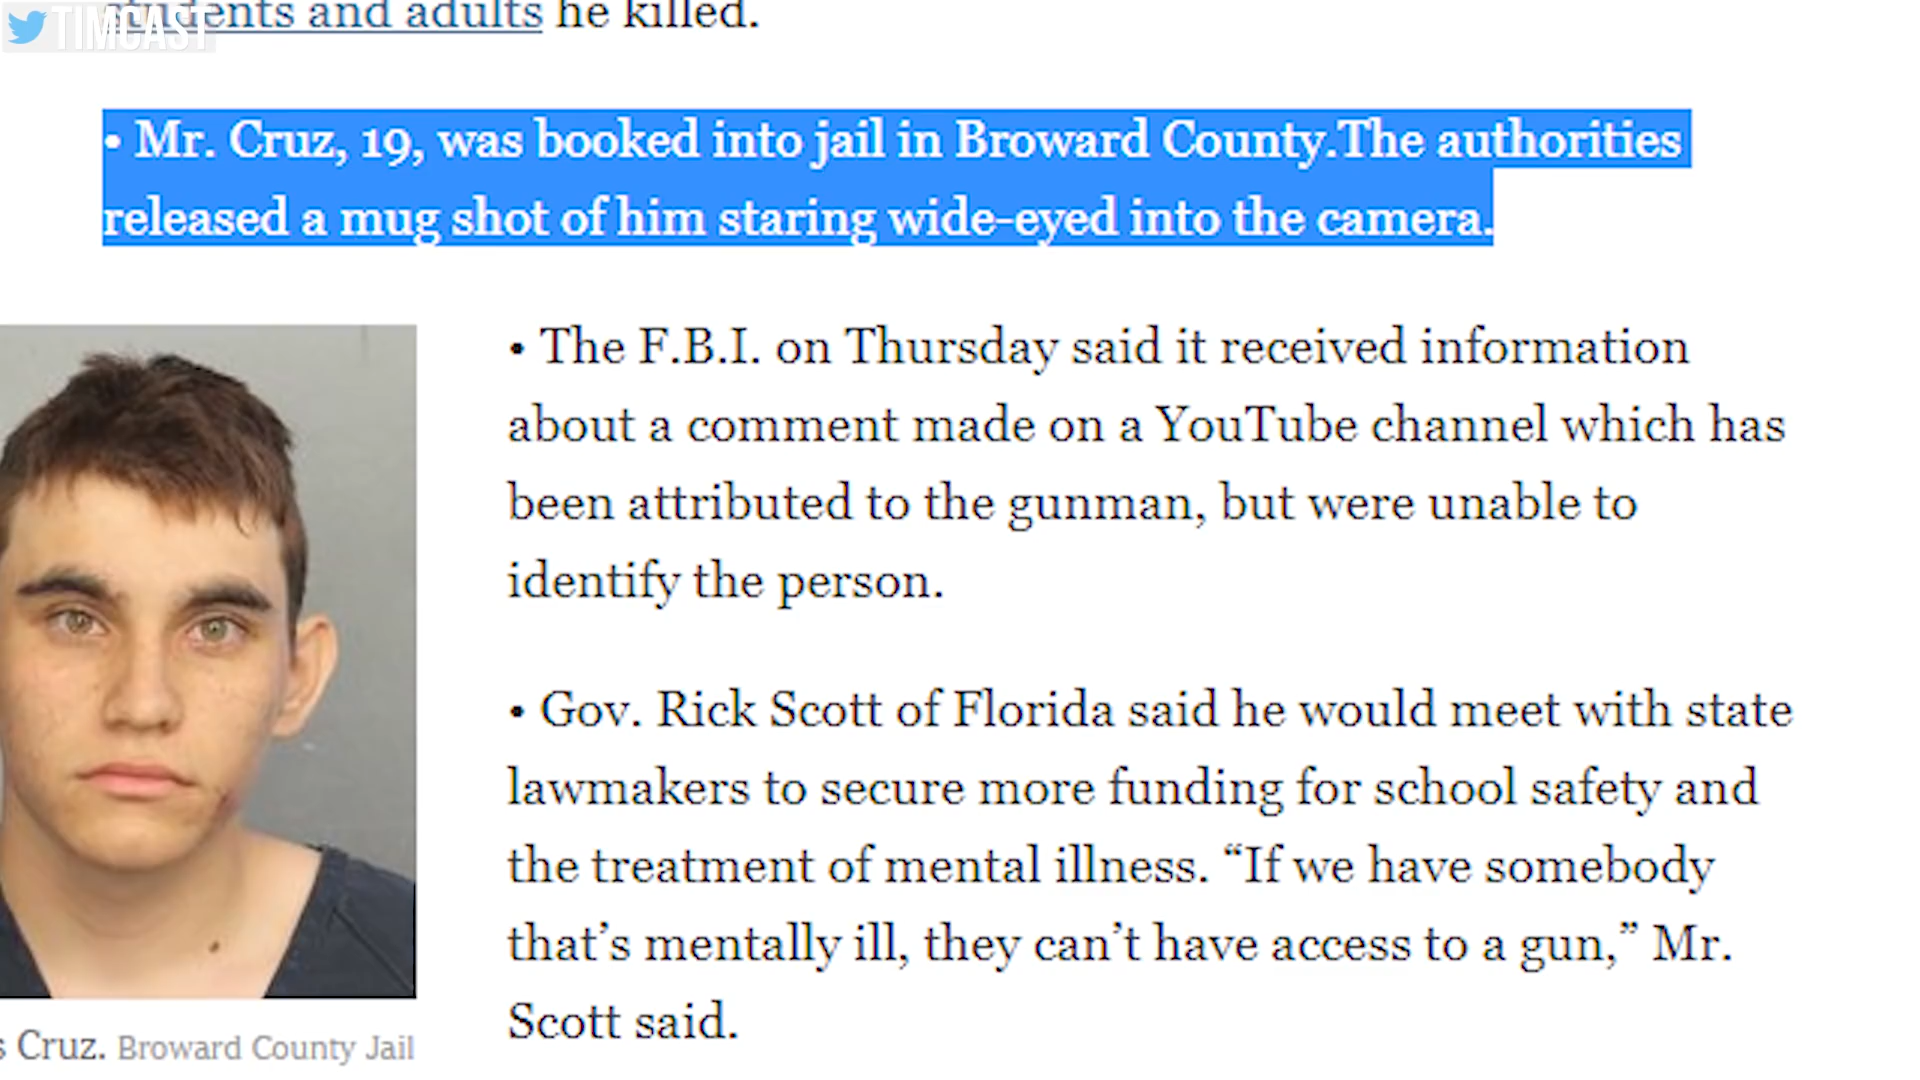 TIMCAST
students and adults he killed.
• Mr. Cruz, 19, was booked into jail in Broward County.The authorities
released a mug shot of him staring wide-eyed into the camera.
• The F.B.I. on Thursday said it received information
about a comment made on a YouTube channel which has
been attributed to the gunman, but were unable to
identify the person.
• Gov. Rick Scott of Florida said he would meet with state
lawmakers to secure more funding for school safety and
the treatment of mental illness. “If we have somebody
that’s mentally ill, they can’t have access to a gun,” Mr.
Scott said.
s Cruz. Broward County Jail